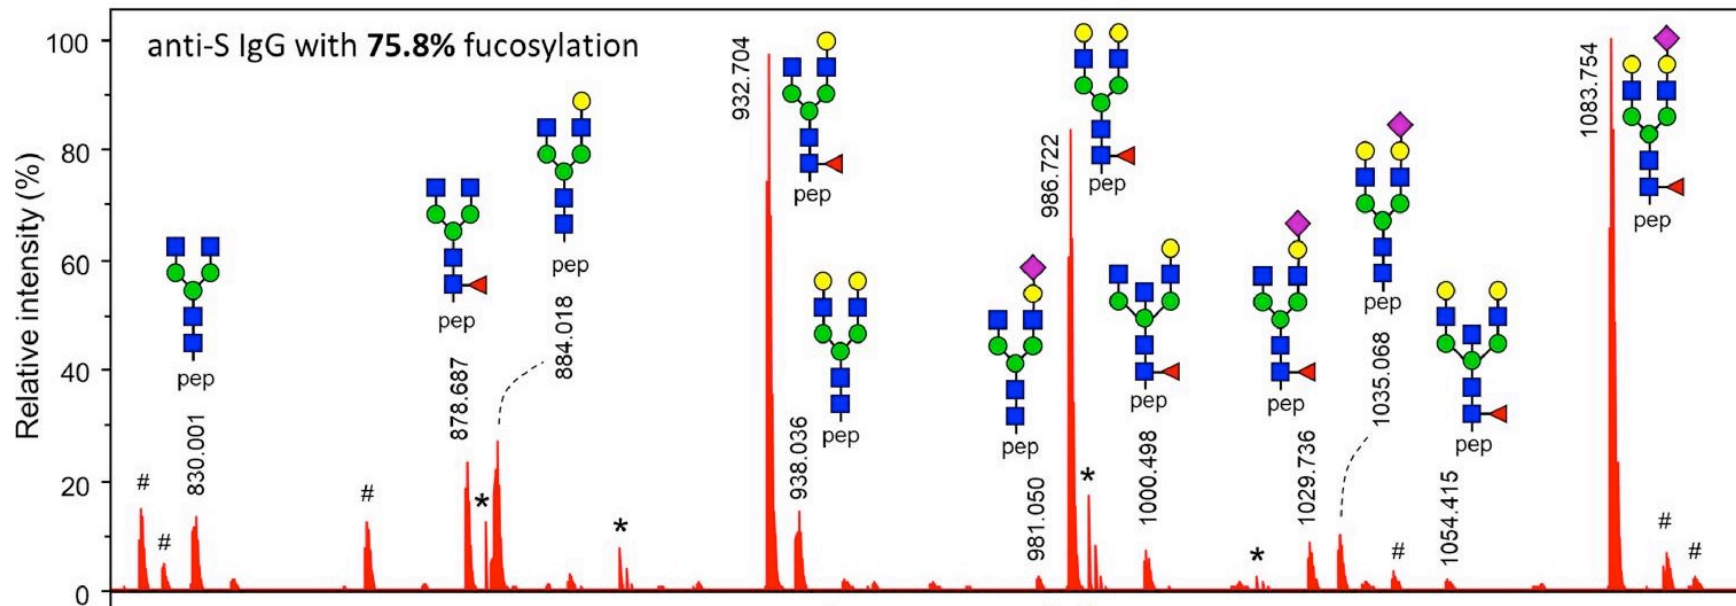 anti-S IgG with 75.8% fucosylation
Relative intensity (%)
100
80
60
40
20
0
#
#
pep
830.001
#
pep
878.687
*
pep
884.018
*
932.704
pep
pep
938.036
pep
981.050
986.722
pep
*
pep
1000.498
*
pep
1029.736
pep
1035.068
#
pep
1054.415
1083.754
pep
#
#